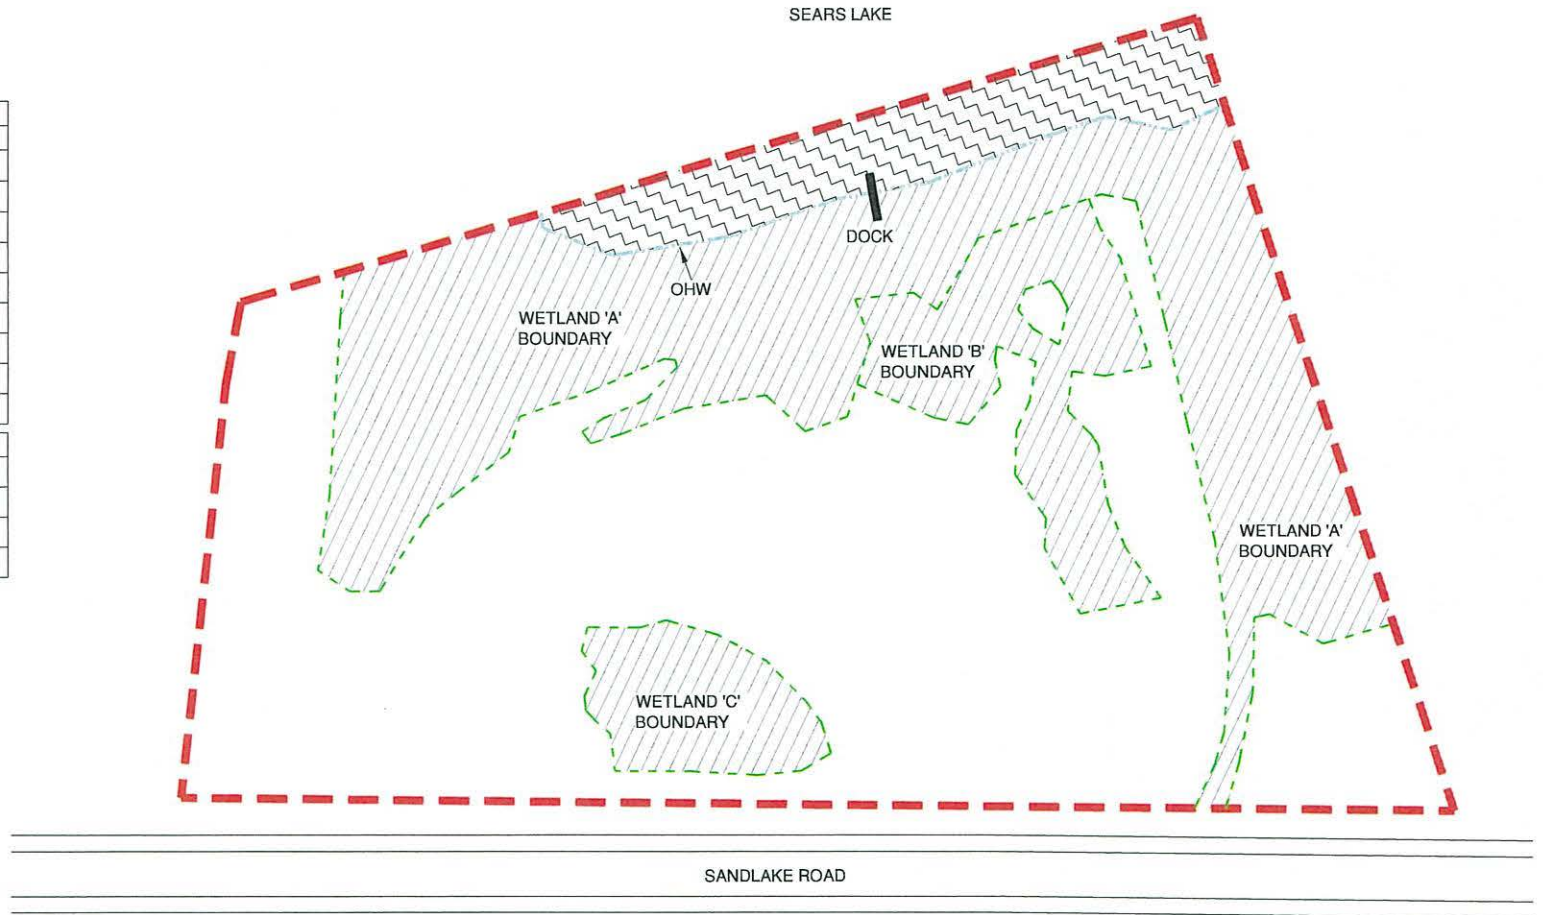 SEARS LAKE
DOCK
OHW
WETLAND 'A'
BOUNDARY
WETLAND 'B'
BOUNDARY
WETLAND 'A'
BOUNDARY
WETLAND 'C'
BOUNDARY
SANDLAKE ROAD